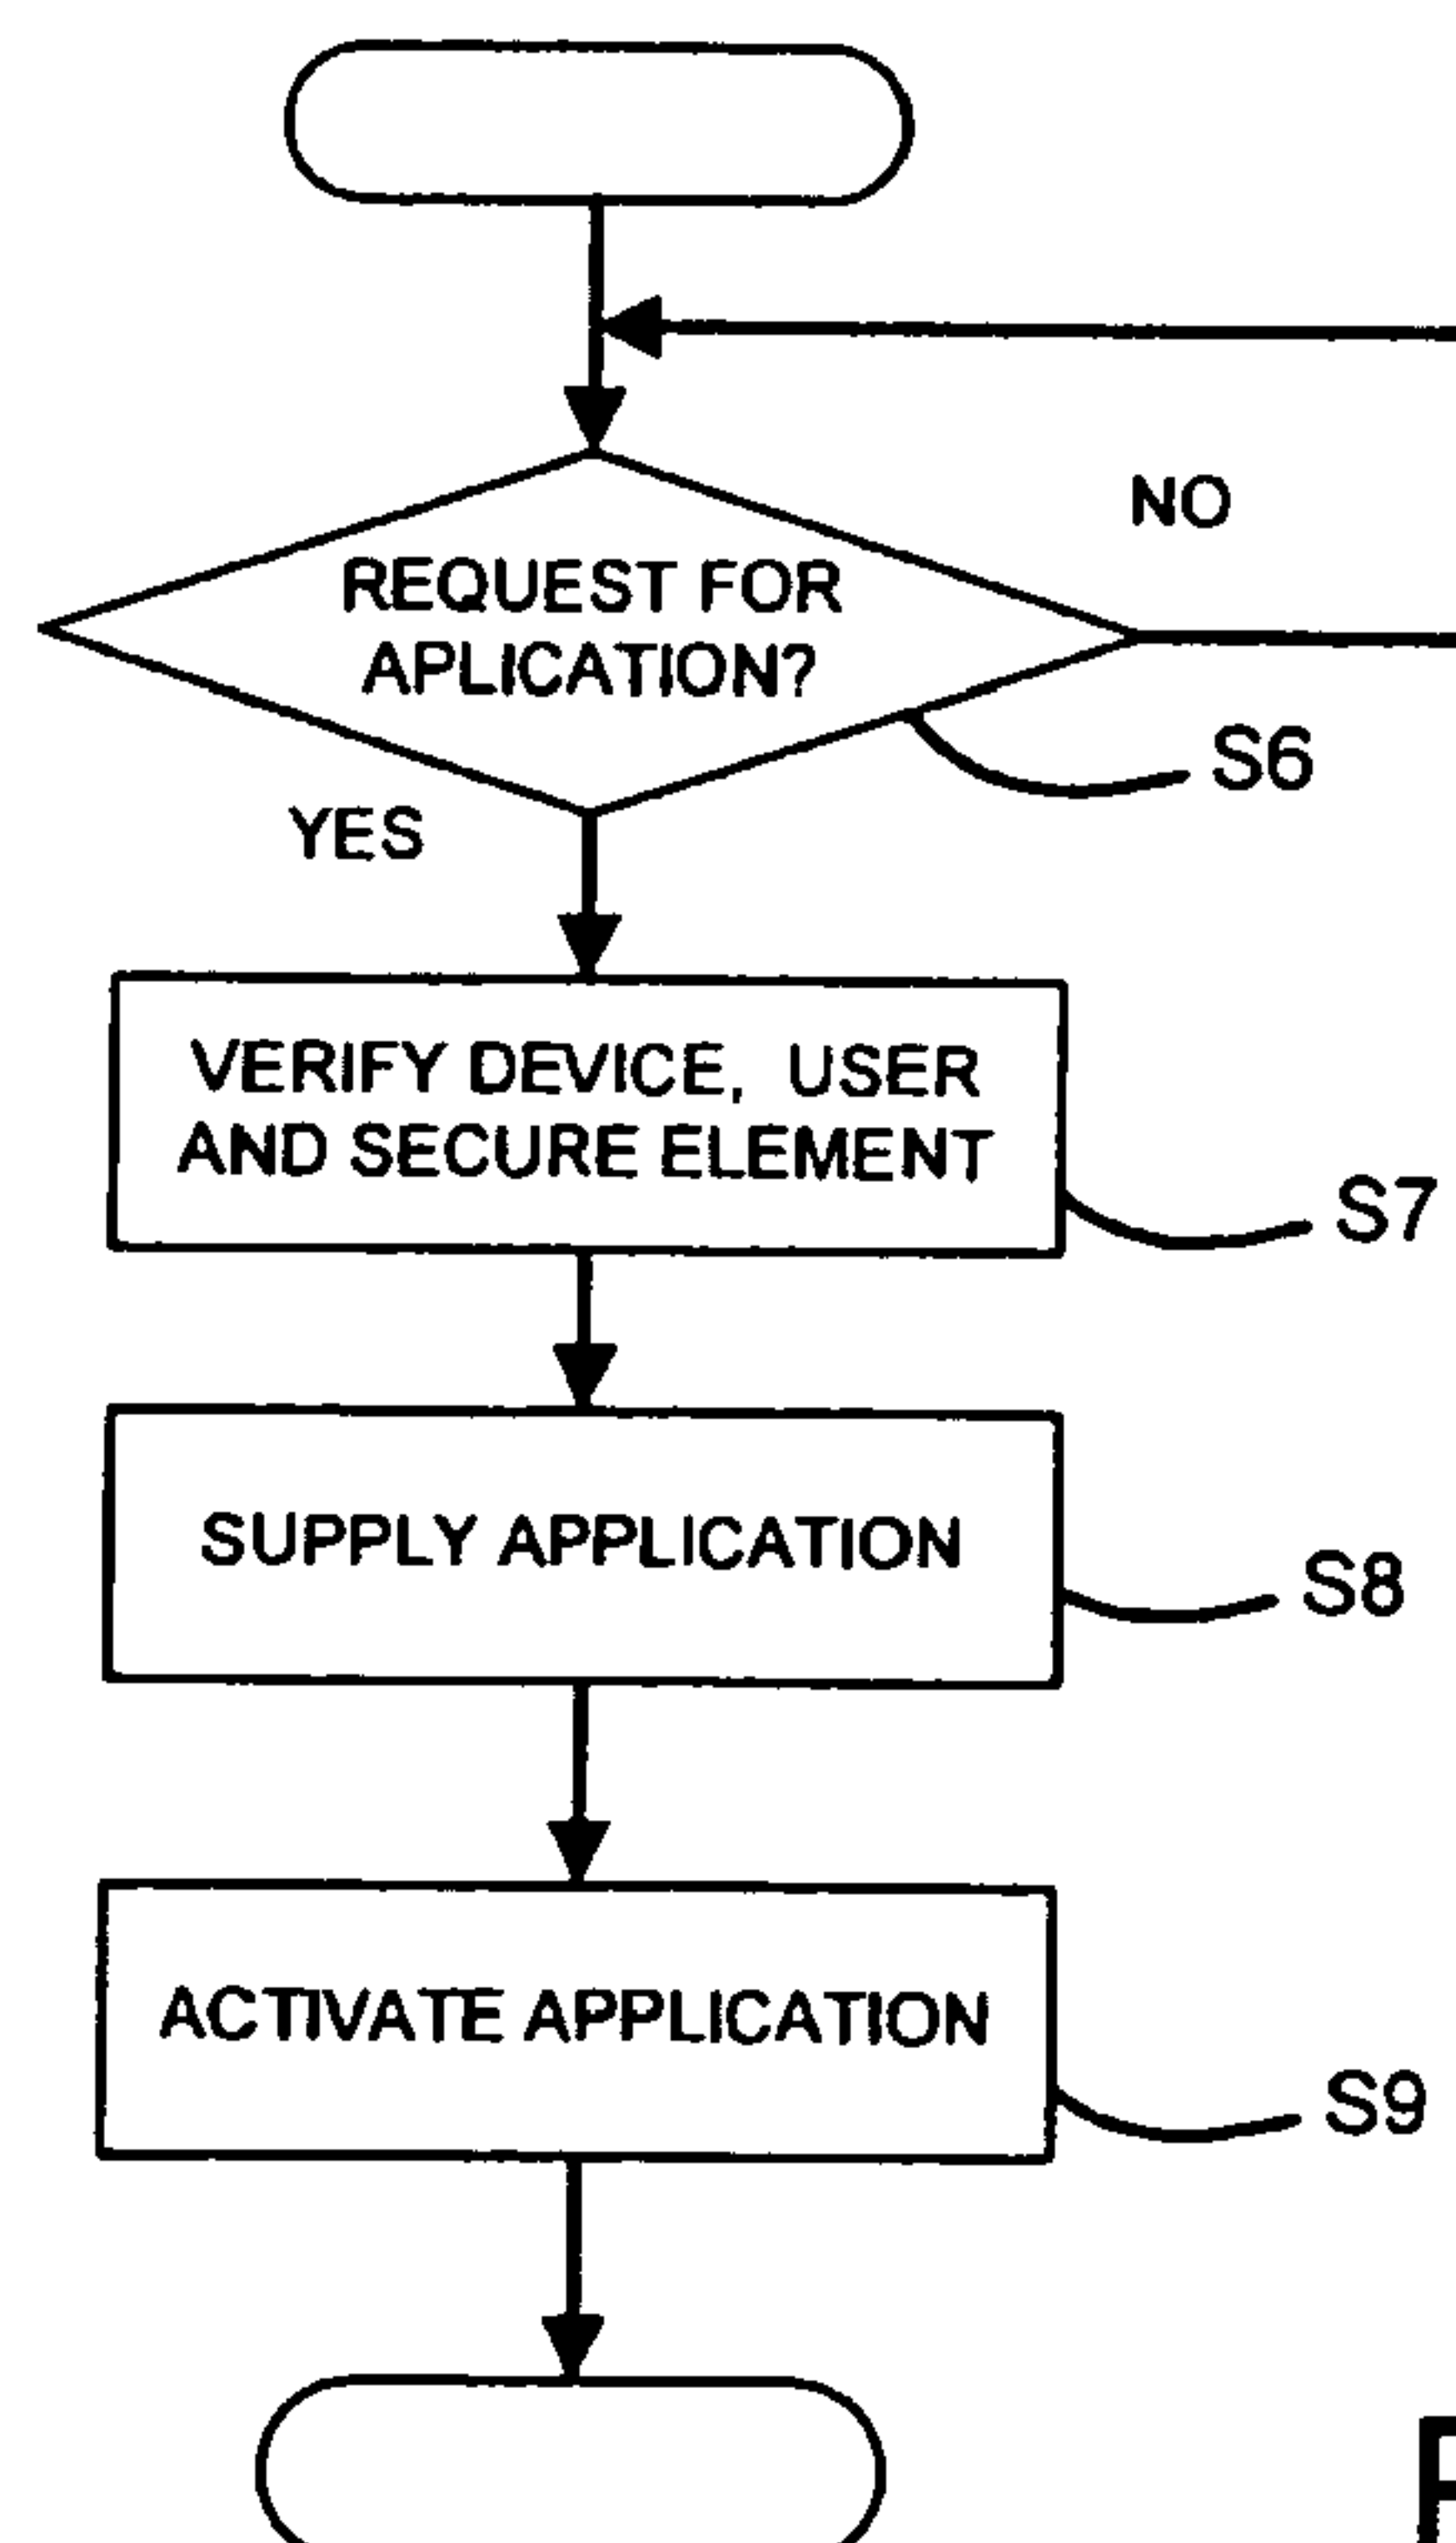 NO
REQUEST FOR
APLICATION?
S6
YES
VERIFY DEVICE, USER
AND SECURE ELEMENT
S7
SUPPLY APPLICATION
S8
ACTIVATE APPLICATION
S9